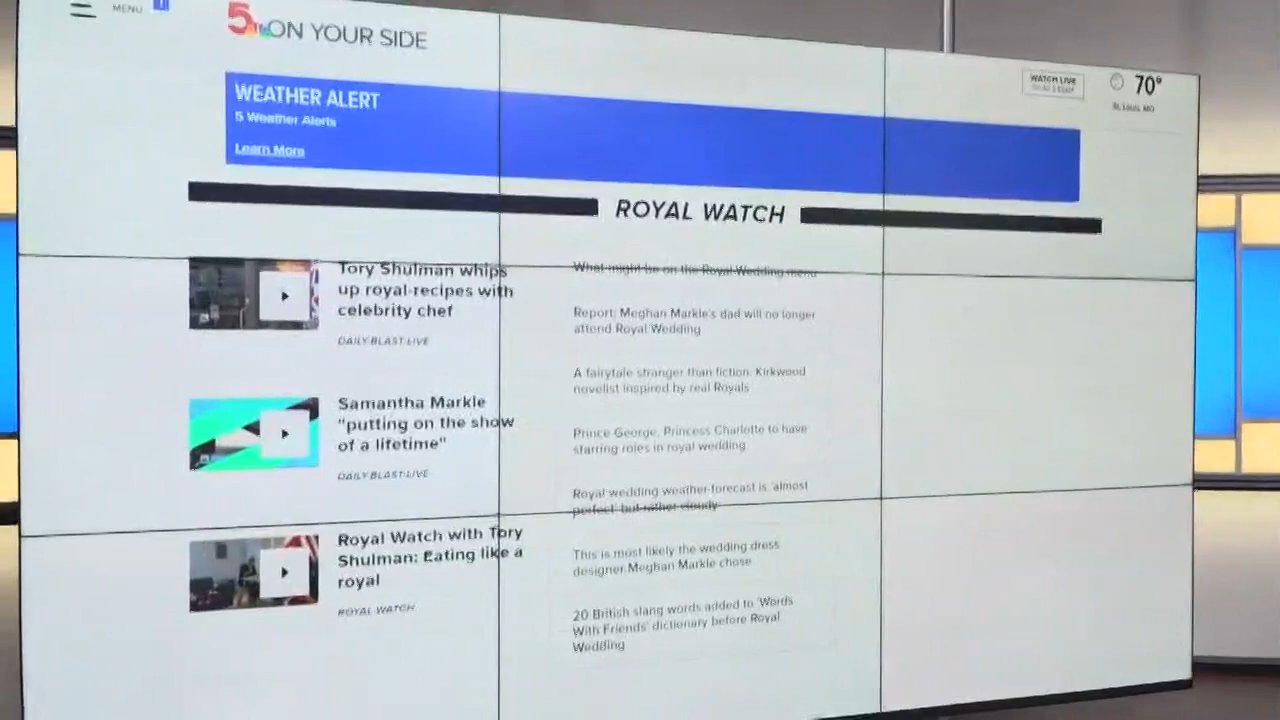 MENU
5 ON YOUR SIDE
WEATHER ALERT
5 Weather Alerts
Learn More
WATCH LIVE
70°
St. Louis, MO
ROYAL WATCH
Tory Shulman whips
up royal-recipes with
celebrity chef
DAILY BLAST LIVE
Samantha Markle
"putting on the show
of a lifetime"
DAILY BLAST LIVE
Royal Watch with Tory
Shulman: Eating like a
royal
ROYAL WATCH
What might be on the Royal Wedding menu
Report: Meghan Markle's dad will no longer
attend Royal Wedding
A fairytale stranger than fiction: Kirkwood
novelist inspired by real Royals
Prince George, Princess Charlotte to have
starring roles in royal wedding
Royal wedding weather forecast is 'almost
perfect' but rather cloudy
This is most likely the wedding dress
designer Meghan Markle chose
20 British slang words added to 'Words
With Friends' dictionary before Royal
Wedding